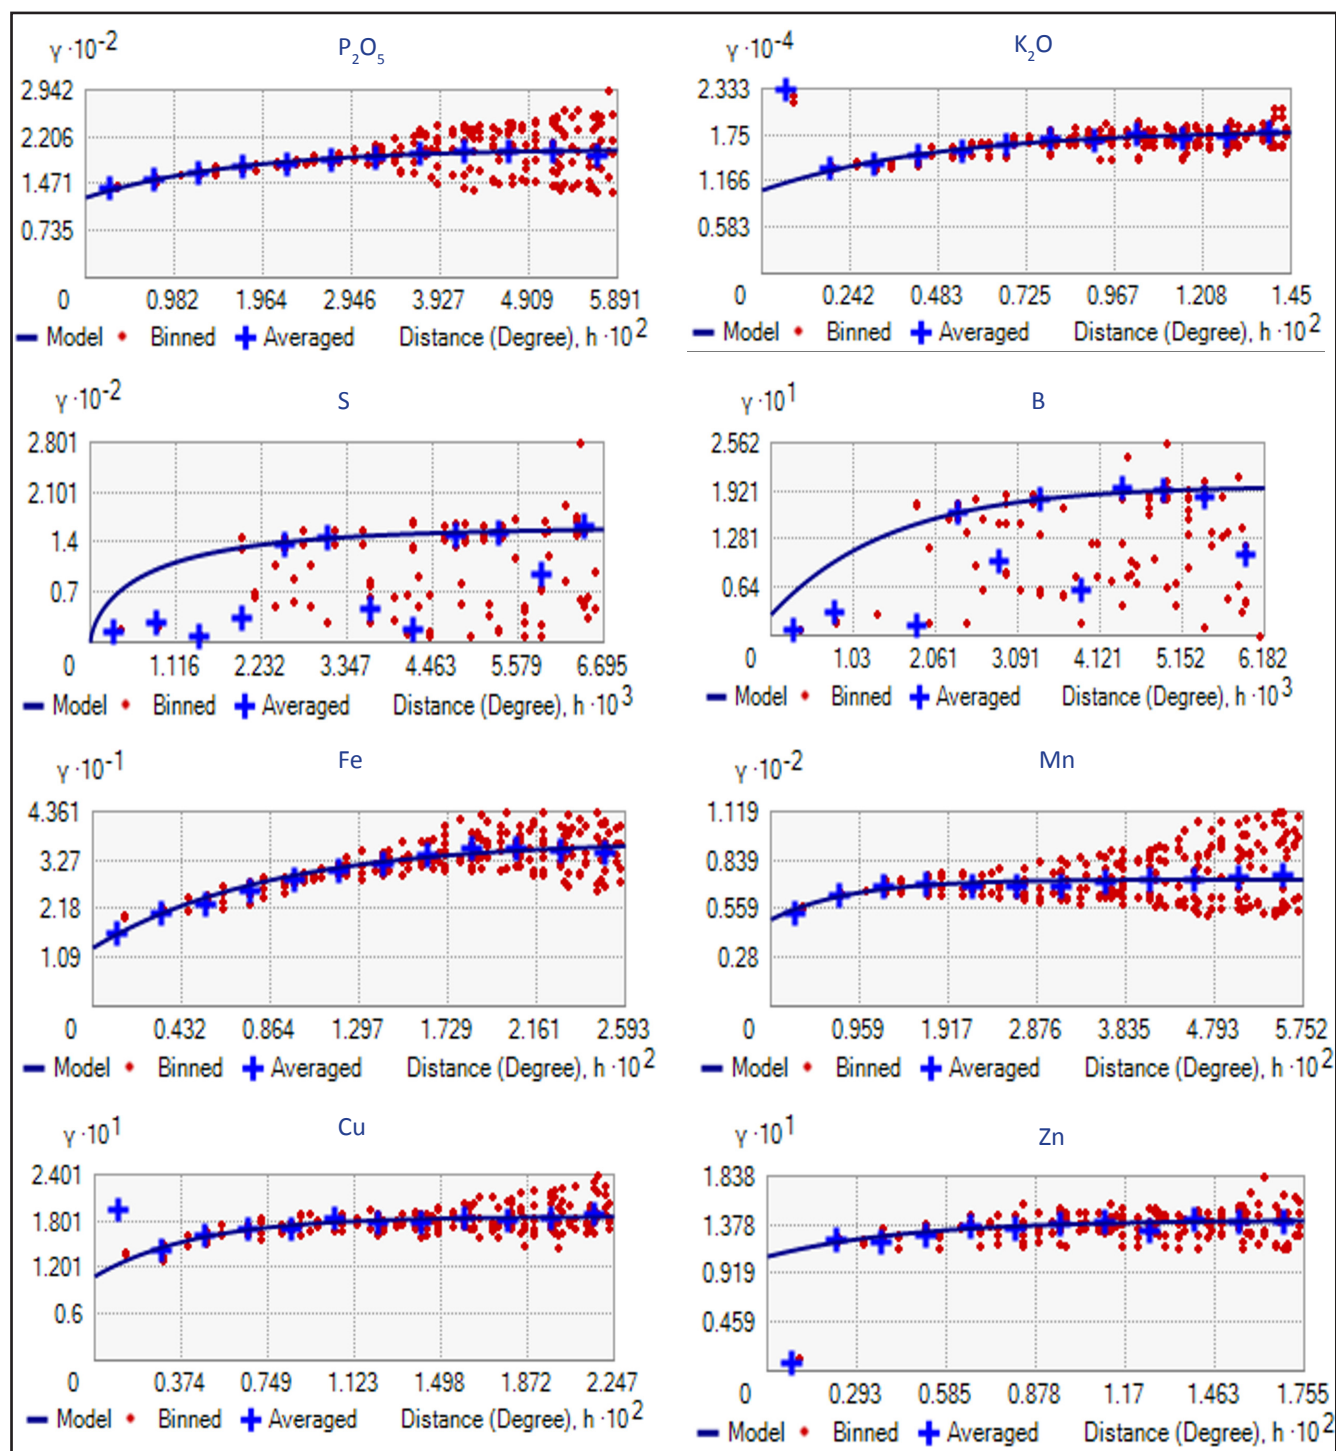 P2O5
γ ·10-2
2.942
2.206
1.471
0.735
0 0.982 1.964 2.946 3.927 4.909 5.891
Model Binned Averaged Distance (Degree), h ·10 2
K2O
γ ·10-4
2.333
1.75
1.166
0.583
0 0.242 0.483 0.725 0.967 1.208 1.45
Model Binned Averaged Distance (Degree), h ·10 2
S
γ ·10-2
2.801
2.101
1.4
0.7
0 1.116 2.232 3.347 4.463 5.579 6.695
Model Binned Averaged Distance (Degree), h ·10 3
B
γ ·10 1
2.562
1.921
1.281
0.64
0 1.03 2.061 3.091 4.121 5.152 6.182
Model Binned Averaged Distance (Degree), h ·10 3
Fe
γ ·10-1
4.361
3.27
2.18
1.09
0 0.432 0.864 1.297 1.729 2.161 2.593
Model Binned Averaged Distance (Degree), h ·10 2
Mn
γ ·10-2
1.119
0.839
0.559
0.28
0 0.959 1.917 2.876 3.835 4.793 5.752
Model Binned Averaged Distance (Degree), h ·10 2
Cu
γ ·10 1
2.401
1.801
1.201
0.6
0 0.374 0.749 1.123 1.498 1.872 2.247
Model Binned Averaged Distance (Degree), h ·10 2
Zn
γ ·10 1
1.838
1.378
0.919
0.459
0 0.293 0.585 0.878 1.17 1.463 1.755
Model Binned Averaged Distance (Degree), h ·10 2